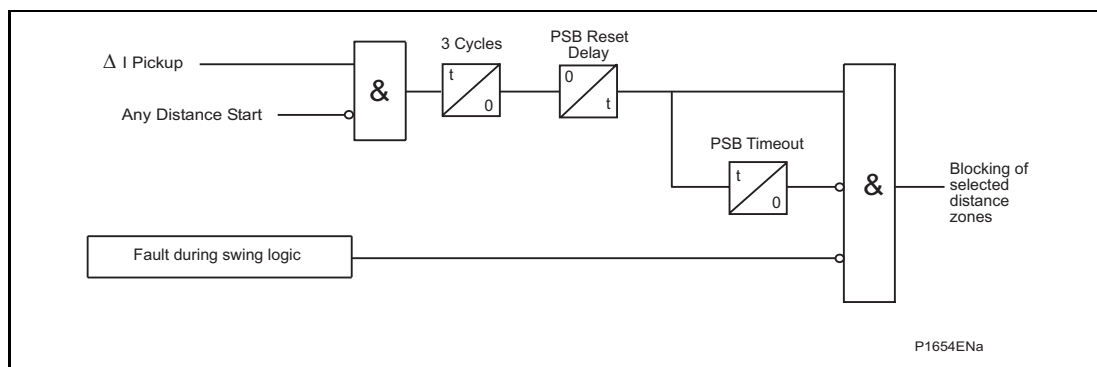 Δ I Pickup
Any Distance Start
&
3 Cycles
t
0
PSB Reset
Delay
0
t
PSB Timeout
t
0
Fault during swing logic
&
Blocking of
selected
distance
zones
P1654ENa